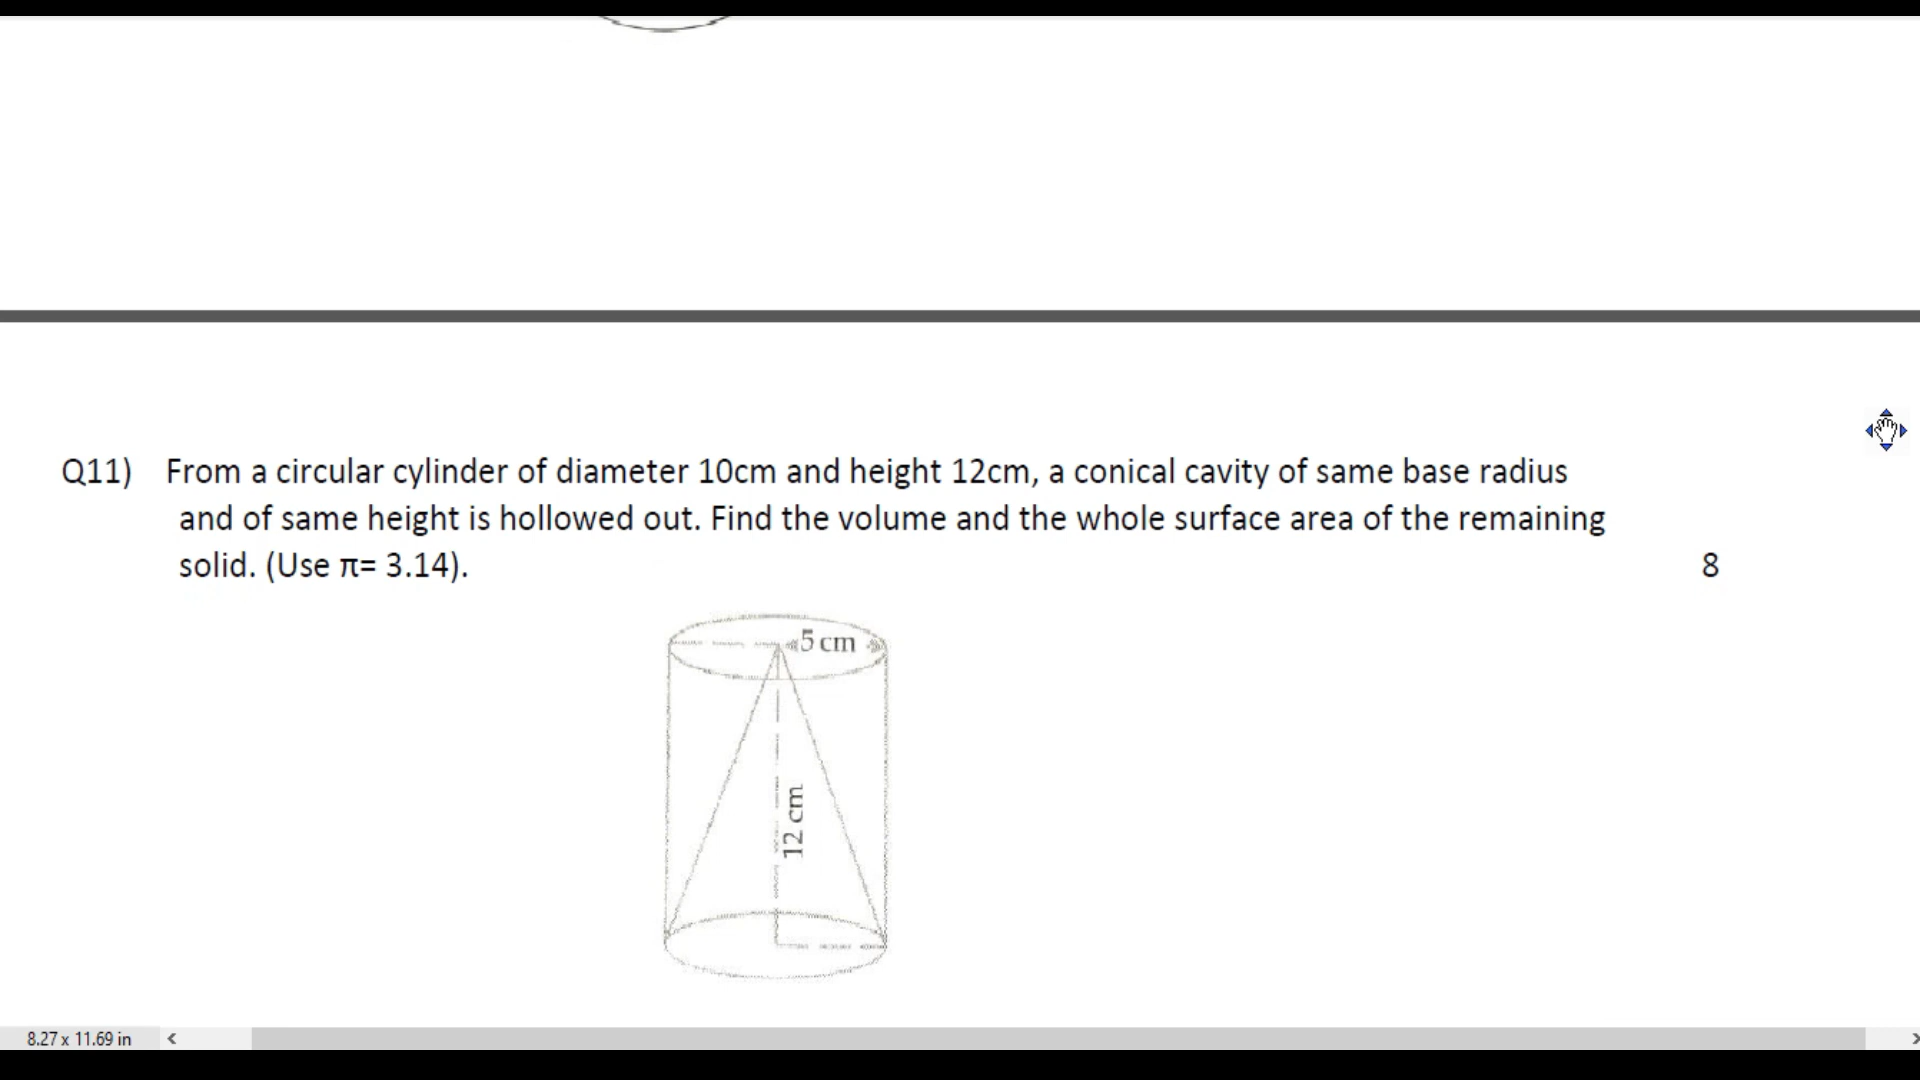 Q11) From a circular cylinder of diameter 10cm and height 12cm, a conical cavity of same base radius
and of same height is hollowed out. Find the volume and the whole surface area of the remaining
solid. (Use π= 3.14). 8
5 cm
12 cm
8.27 x 11.69 in